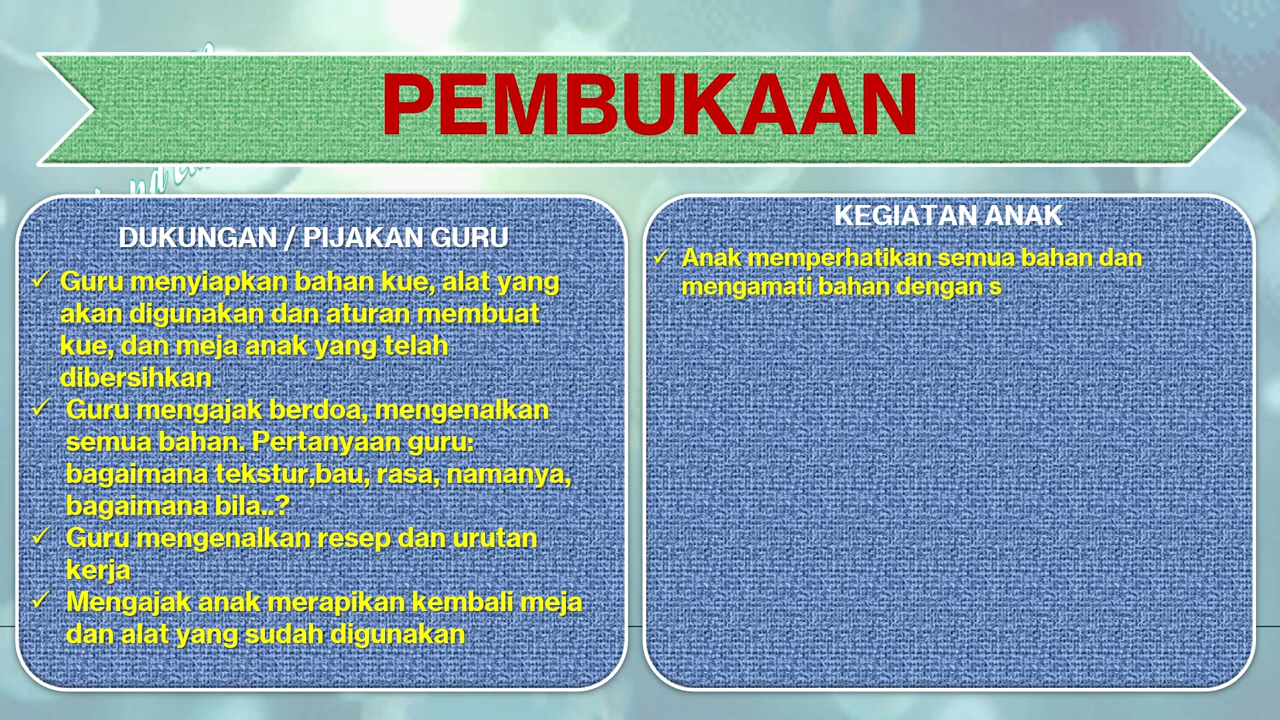 PEMBUKAAN
DUKUNGAN / PIJAKAN GURU
✓ Guru menyiapkan bahan kue, alat yang
akan digunakan dan aturan membuat
kue, dan meja anak yang telah
dibersihkan
✓ Guru mengajak berdoa, mengenalkan
semua bahan. Pertanyaan guru:
bagaimana tekstur,bau, rasa, namanya,
bagaimana bila..?
✓ Guru mengenalkan resep dan urutan
kerja
✓ Mengajak anak merapikan kembali meja
dan alat yang sudah digunakan
KEGIATAN ANAK
✓ Anak memperhatikan semua bahan dan
mengamati bahan dengan s